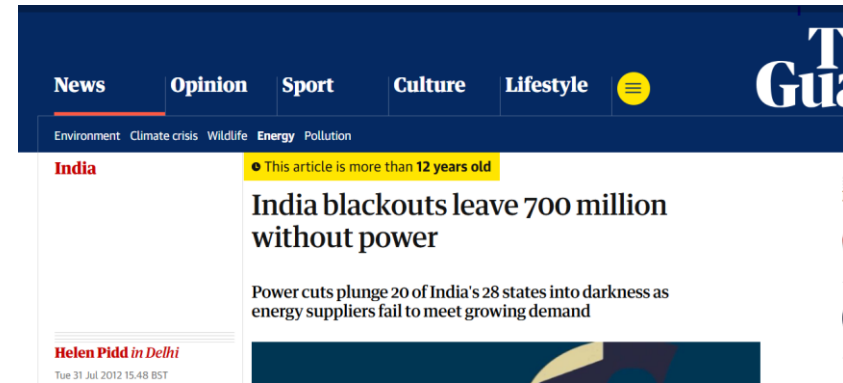 News Opinion Sport Culture Lifestyle
Environment Climate crisis Wildlife Energy Pollution
India
This article is more than 12 years old
India blackouts leave 700 million
without power
Power cuts plunge 20 of India's 28 states into darkness as
energy suppliers fail to meet growing demand
Helen Pidd in Delhi
Tue 31 Jul 2012 15.48 BST